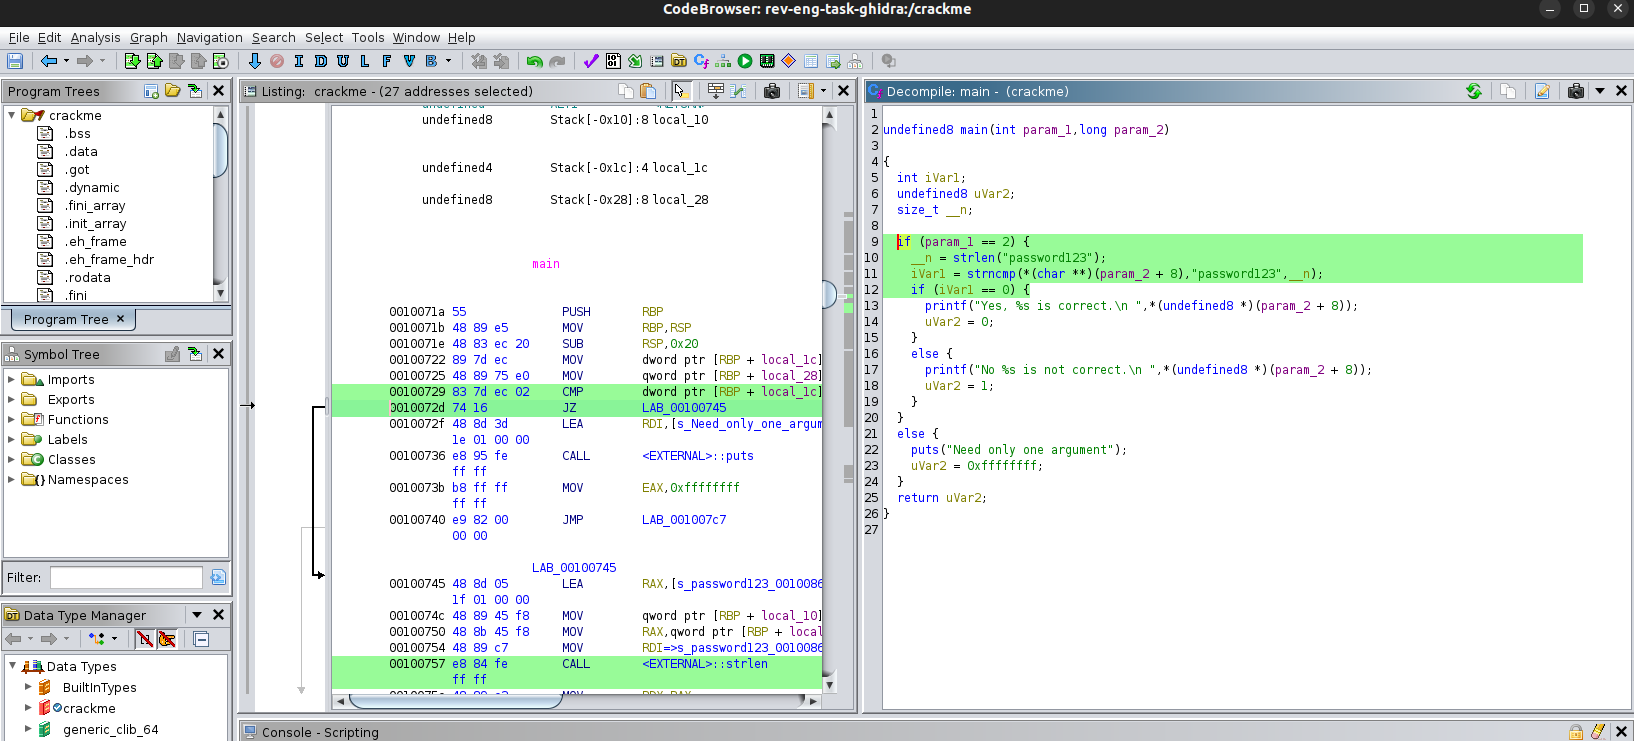 CodeBrowser: rev-eng-task-ghidra:/crackme
File Edit Analysis Graph Navigation Search Select Tools Window Help
I D U L F V B
Program Trees
crackme
.bss
.data
.got
.dynamic
.fini_array
.init_array
.eh_frame
.eh_frame_hdr
.rodata
.fini
Program Tree ×
Symbol Tree
Imports
Exports
Functions
Labels
Classes
Namespaces
Filter:
Data Type Manager
Data Types
BuiltInTypes
crackme
generic_clib_64
Listing: crackme - (27 addresses selected)
undefined8 Stack[-0x10]:8 local_10
undefined4 Stack[-0x1c]:4 local_1c
undefined8 Stack[-0x28]:8 local_28
main
0010071a 55 PUSH RBP
0010071b 48 89 e5 MOV RBP,RSP
0010071e 48 83 ec 20 SUB RSP,0x20
00100722 89 7d ec MOV dword ptr [RBP + local_1c]
00100725 48 89 75 e0 MOV qword ptr [RBP + local_28]
00100729 83 7d ec 02 CMP dword ptr [RBP + local_1c]
0010072d 74 16 JZ LAB_00100745
0010072f 48 8d 3d LEA RDI,[s_Need_only_one_argum
1e 01 00 00
00100736 e8 95 fe CALL <EXTERNAL>::puts
ff ff
0010073b b8 ff ff MOV EAX,0xffffffff
ff ff
00100740 e9 82 00 JMP LAB_001007c7
00 00
LAB_00100745
00100745 48 8d 05 LEA RAX,[s_password123_0010086
1f 01 00 00
0010074c 48 89 45 f8 MOV qword ptr [RBP + local_10]
00100750 48 8b 45 f8 MOV RAX,qword ptr [RBP + local
00100754 48 89 c7 MOV RDI=>s_password123_0010086
00100757 e8 84 fe CALL <EXTERNAL>::strlen
ff ff
Decompile: main - (crackme)
1
2 undefined8 main(int param_1,long param_2)
3
4 {
5 int iVar1;
6 undefined8 uVar2;
7 size_t __n;
8
9 if (param_1 == 2) {
10 __n = strlen("password123");
11 iVar1 = strncmp(*(char **)(param_2 + 8),"password123",__n);
12 if (iVar1 == 0) {
13 printf("Yes, %s is correct.\n ",*(undefined8 *)(param_2 + 8));
14 uVar2 = 0;
15 }
16 else {
17 printf("No %s is not correct.\n ",*(undefined8 *)(param_2 + 8));
18 uVar2 = 1;
19 }
20 }
21 else {
22 puts("Need only one argument");
23 uVar2 = 0xffffffff;
24 }
25 return uVar2;
26 }
27
Console - Scripting